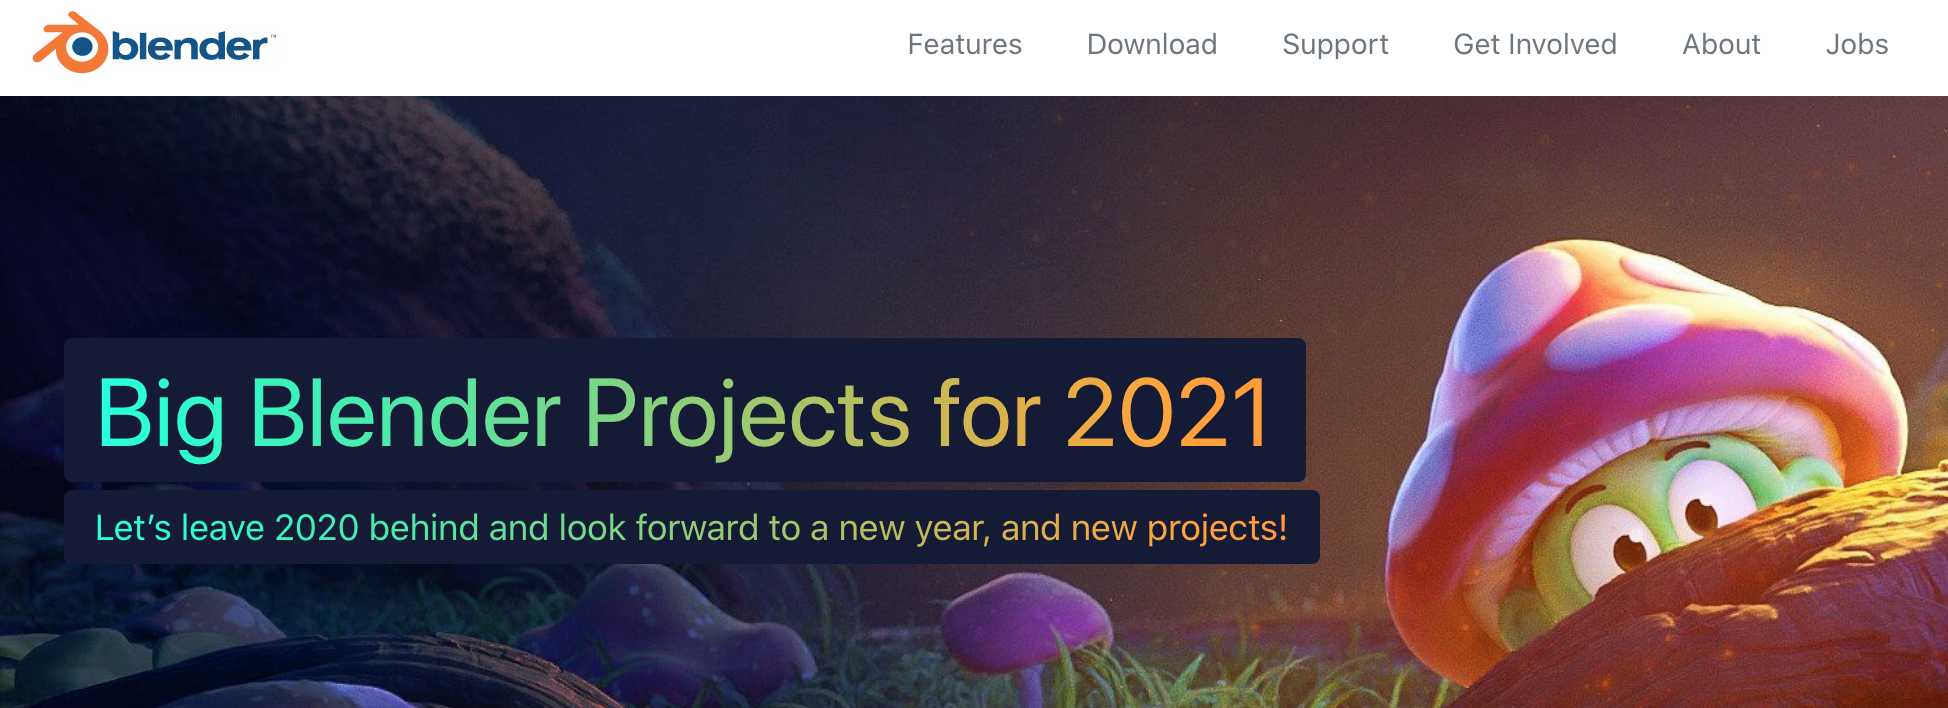 blender™
Features Download Support Get Involved About Jobs
Big Blender Projects for 2021
Let’s leave 2020 behind and look forward to a new year, and new projects!